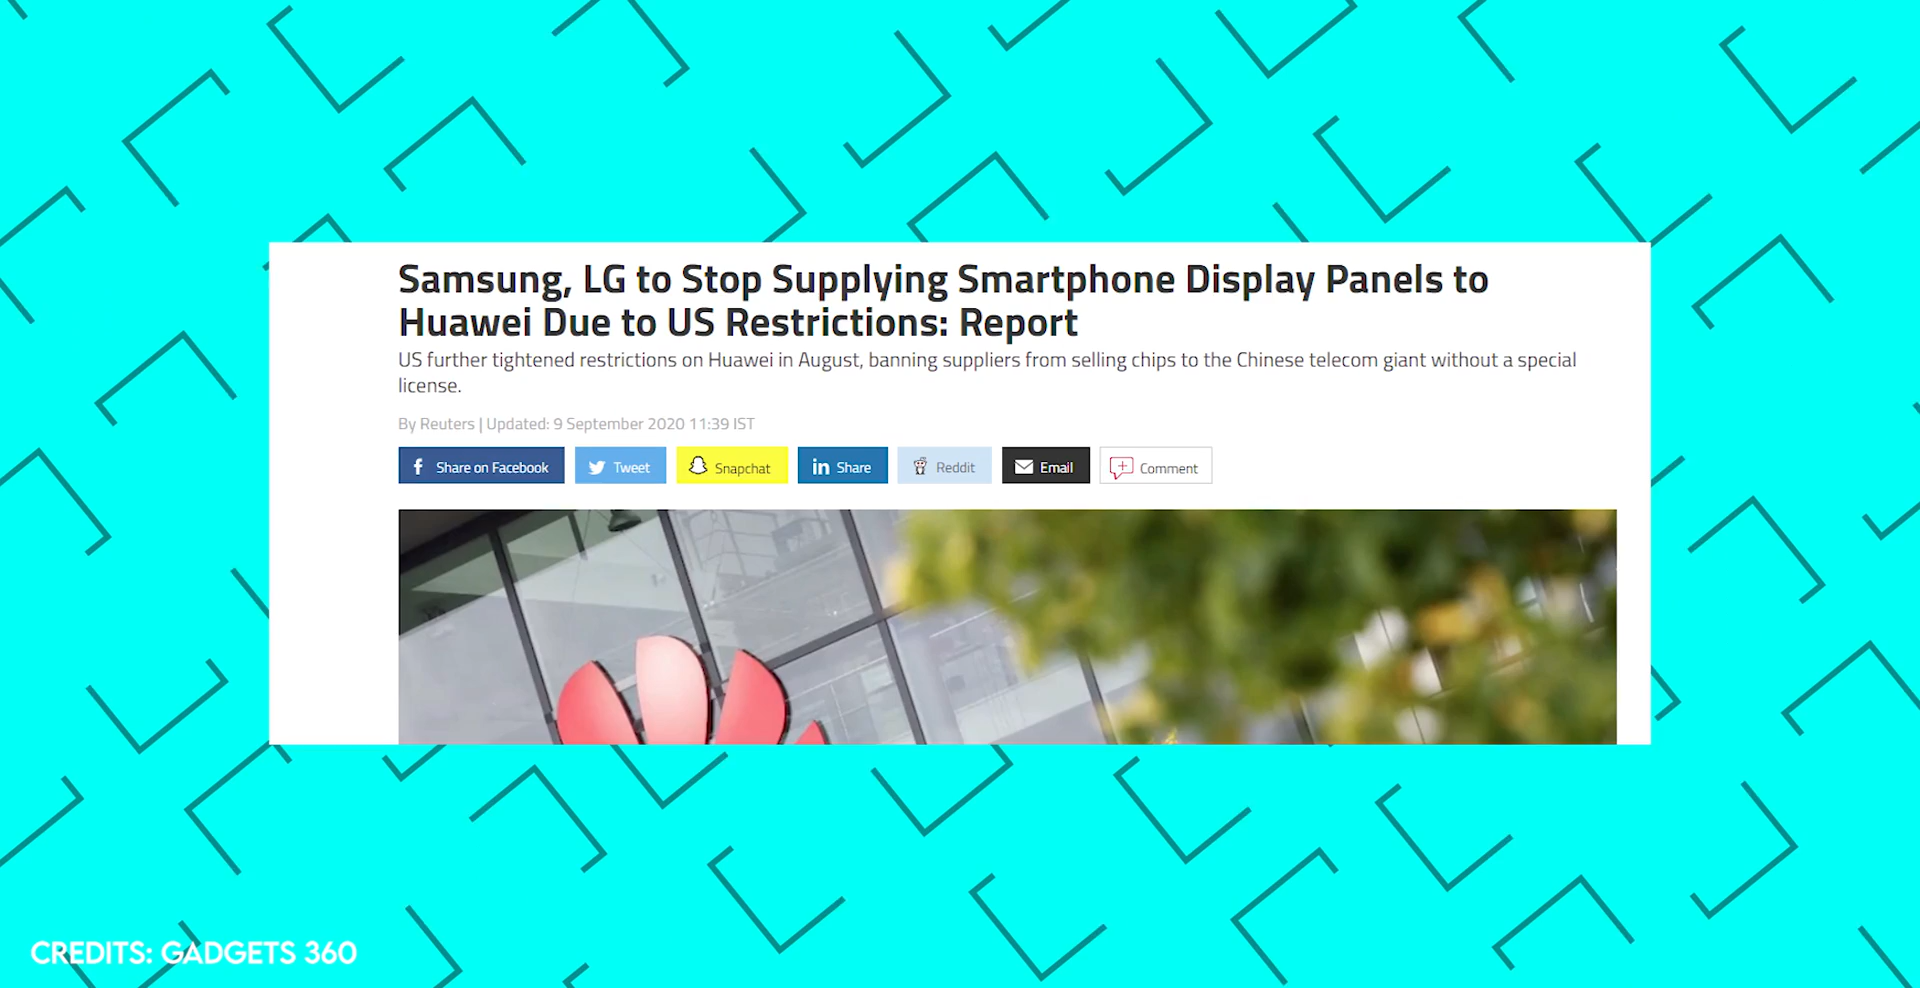 Samsung, LG to Stop Supplying Smartphone Display Panels to
Huawei Due to US Restrictions: Report
US further tightened restrictions on Huawei in August, banning suppliers from selling chips to the Chinese telecom giant without a special
license.
By Reuters | Updated: 9 September 2020 11:39 IST
Share on Facebook Tweet Snapchat in Share Reddit Email Comment
CREDITS: GADGETS 360